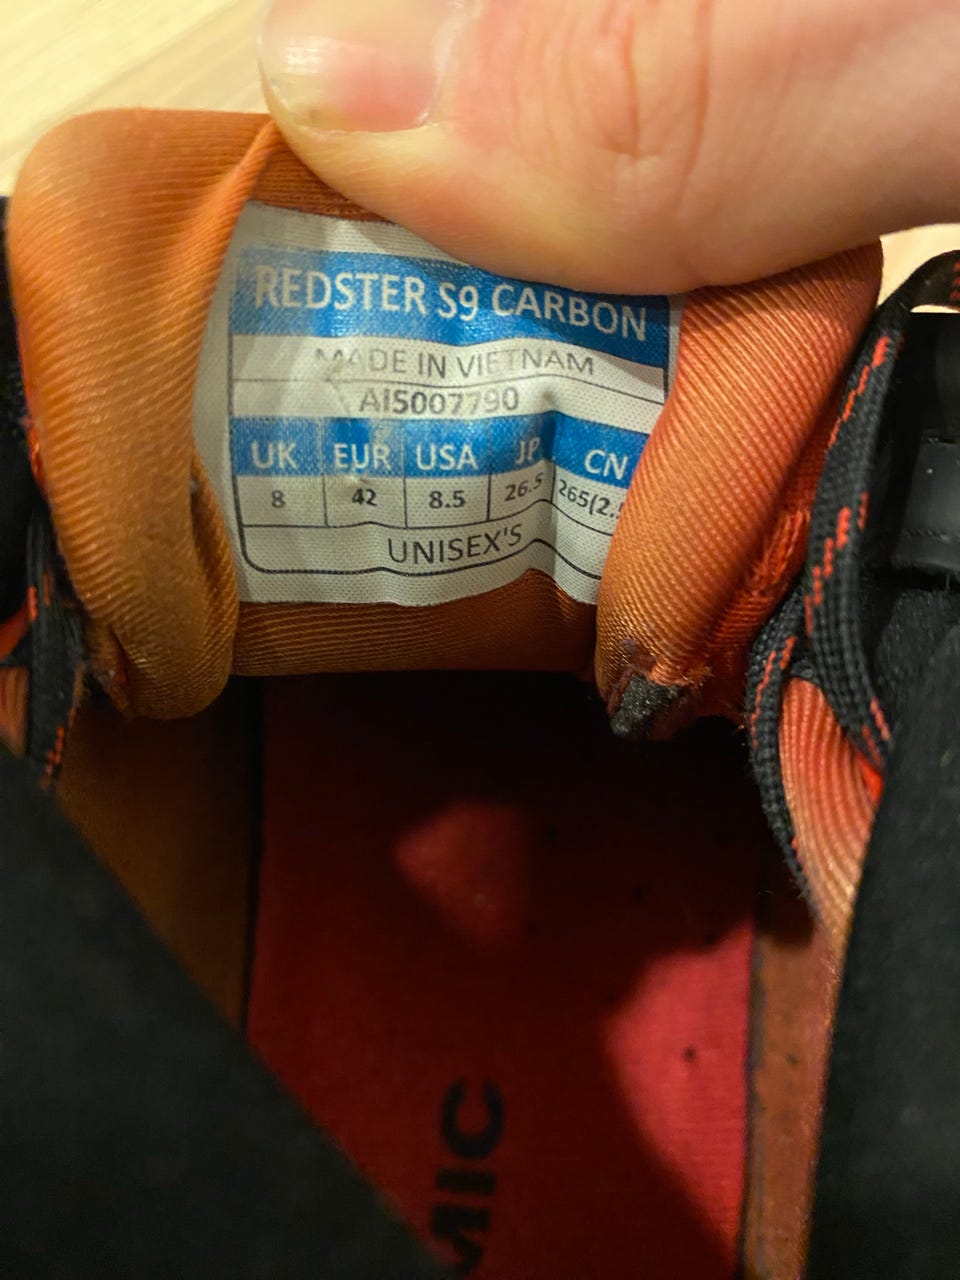 REDSTER S9 CARBON
MADE IN VIETNAM
AI5007790
UK EUR USA JP CN
8 42 8.5 26.5
UNISEX'S
MIC